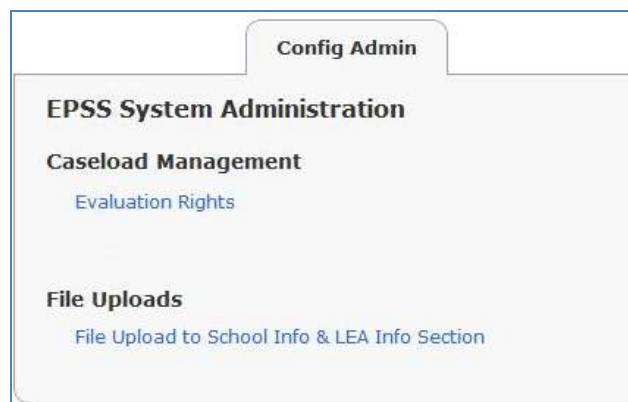 Config Admin
EPSS System Administration
Caseload Management
Evaluation Rights
File Uploads
File Upload to School Info & LEA Info Section